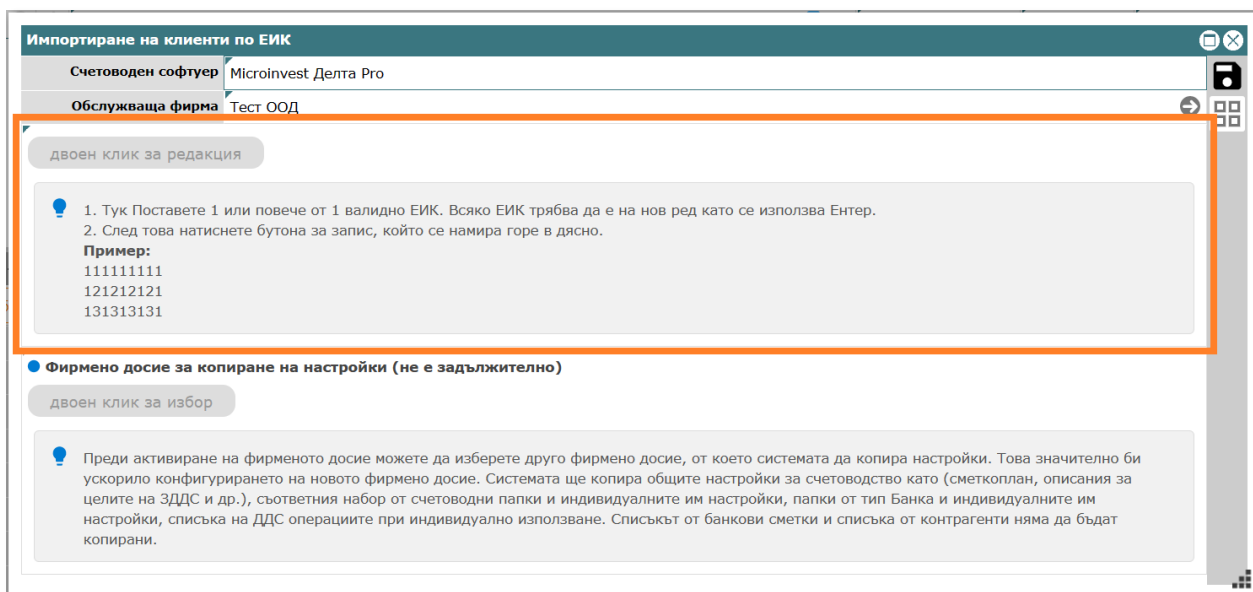 Импортиране на клиенти по ЕИК
Счетоводен софтуер Microinvest Делта Pro
Обслужваща фирма Тест ООД
двоен клик за редакция
1. Тук Поставете 1 или повече от 1 валидно ЕИК. Всяко ЕИК трябва да е на нов ред като се използва Ентер.
2. След това натиснете бутона за запис, който се намира горе в дясно.
Пример:
111111111
121212121
131313131
Фирмено досие за копиране на настройки (не е задължително)
двоен клик за избор
Преди активиране на фирменото досие можете да изберете друго фирмено досие, от което системата да копира настройки. Това значително би
ускорило конфигурирането на новото фирмено досие. Системата ще копира общите настройки за счетоводство като (сметкоплан, описания за
целите на ЗДДС и др.), съответния набор от счетоводни папки и индивидуалните им настройки, папки от тип Банка и индивидуалните им
настройки, списъка на ДДС операциите при индивидуално използване. Списъкът от банкови сметки и списъка от контрагенти няма да бъдат
копирани.